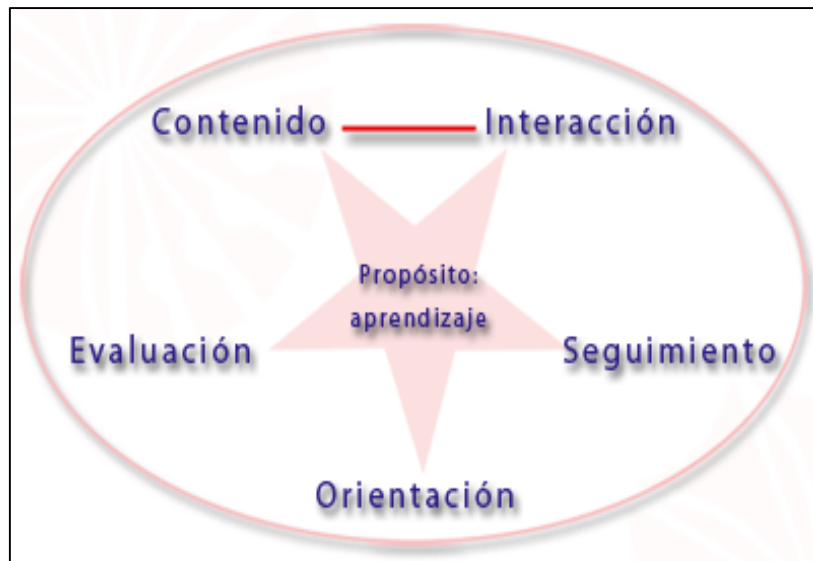 Contenido Interacción
Propósito:
aprendizaje
Evaluación Seguimiento
Orientación